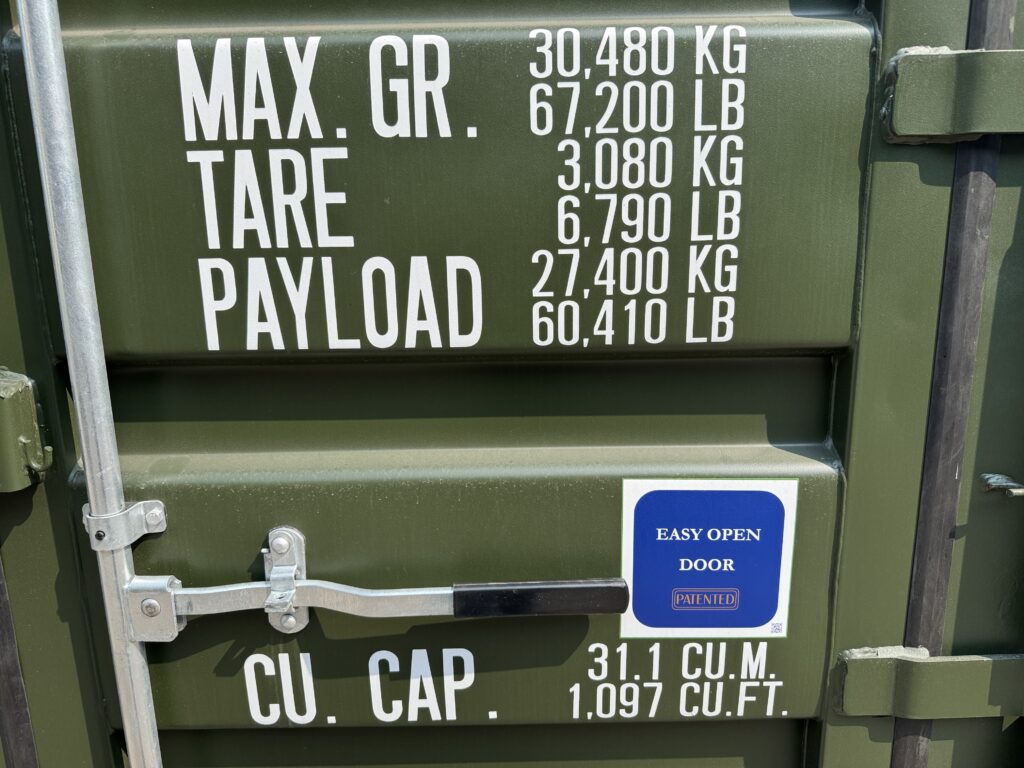 MAX. GR. 30,480 KG
67,200 LB
TARE 3,080 KG
6,790 LB
PAYLOAD 27,400 KG
60,410 LB
EASY OPEN
DOOR
PATENTED
CU. CAP. 31.1 CU.M.
1,097 CU.FT.